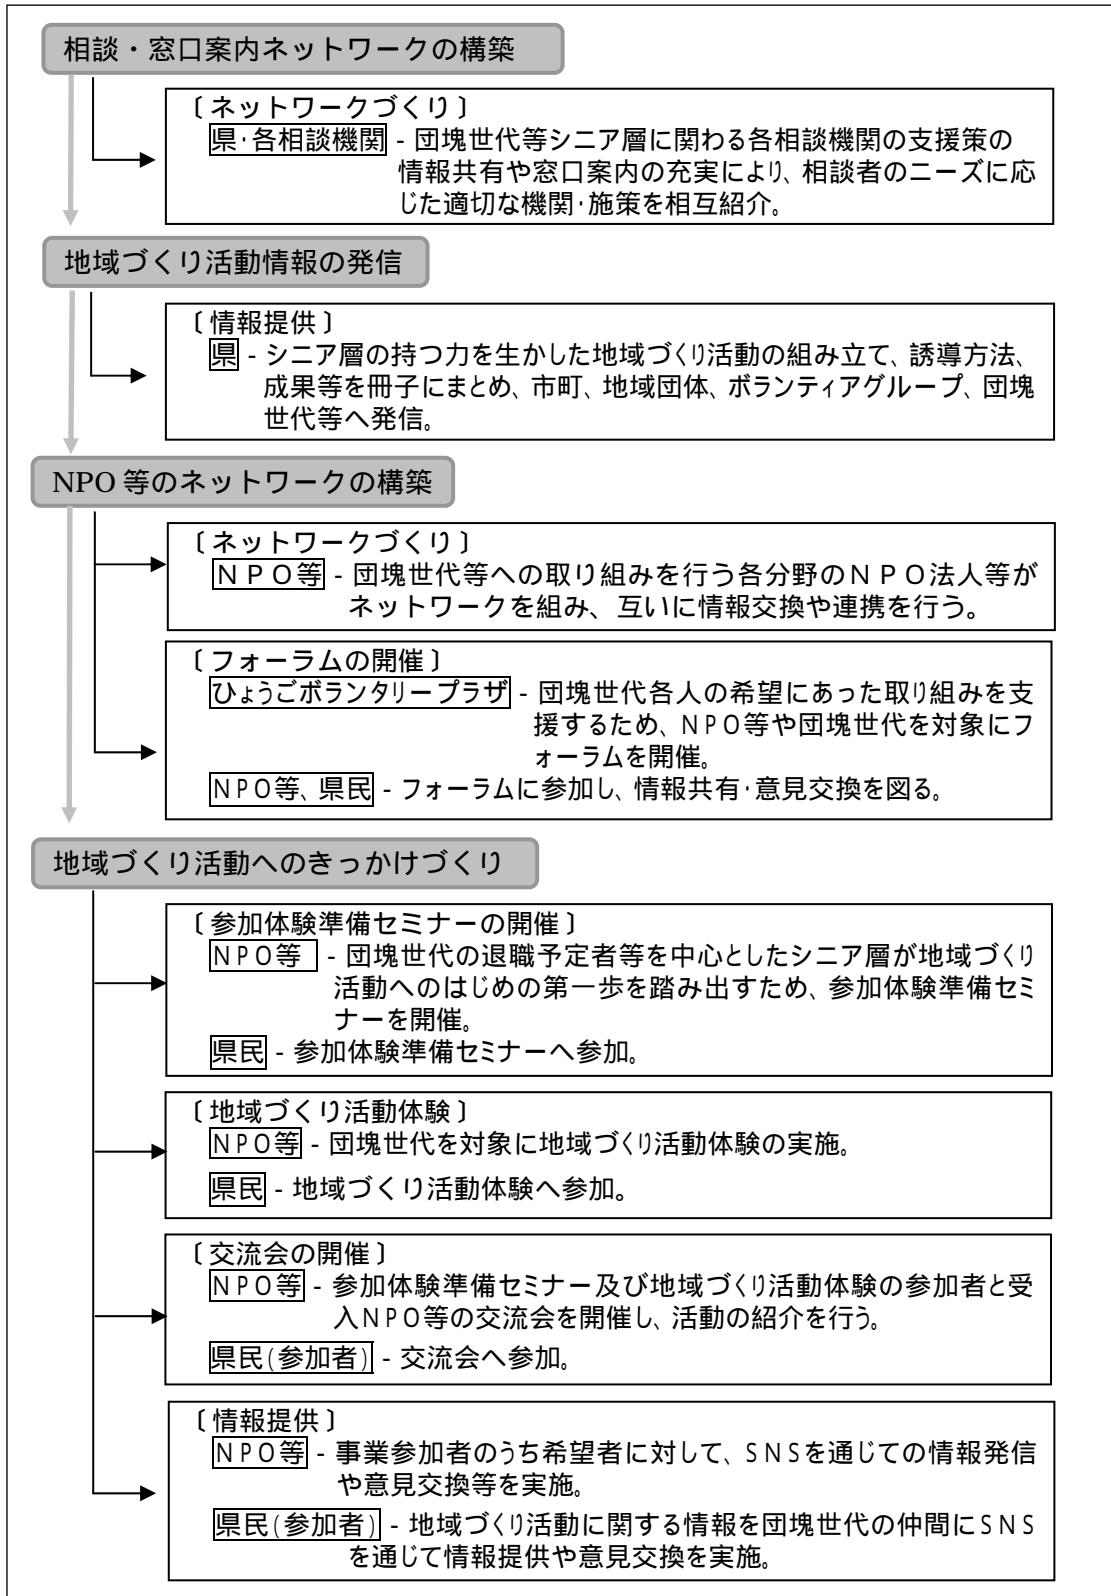 相談・窓口案内ネットワークの構築
〔ネットワークづくり〕
県・各相談機関 - 団塊世代等シニア層に関わる各相談機関の支援策の
情報共有や窓口案内の充実により、相談者のニーズに応
じた適切な機関・施策を相互紹介。
地域づくり活動情報の発信
〔情報提供〕
県 - シニア層の持つ力を生かした地域づくり活動の組み立て、誘導方法、
成果等を冊子にまとめ、市町、地域団体、ボランティアグループ、団塊
世代等へ発信。
NPO 等のネットワークの構築
〔ネットワークづくり〕
NPO等 - 団塊世代等への取り組みを行う各分野のNPO法人等が
ネットワークを組み、互いに情報交換や連携を行う。
〔フォーラムの開催〕
ひょうごボランタリープラザ - 団塊世代各人の希望にあった取り組みを支
援するため、NPO等や団塊世代を対象にフ
ォーラムを開催。
NPO等、県民 - フォーラムに参加し、情報共有・意見交換を図る。
地域づくり活動へのきっかけづくり
〔参加体験準備セミナーの開催〕
NPO等 - 団塊世代の退職予定者等を中心としたシニア層が地域づくり
活動へのはじめの第一歩を踏み出すため、参加体験準備セミ
ナーを開催。
県民 - 参加体験準備セミナーへ参加。
〔地域づくり活動体験〕
NPO等 - 団塊世代を対象に地域づくり活動体験の実施。
県民 - 地域づくり活動体験へ参加。
〔交流会の開催〕
NPO等 - 参加体験準備セミナー及び地域づくり活動体験の参加者と受
入NPO等の交流会を開催し、活動の紹介を行う。
県民(参加者) - 交流会へ参加。
〔情報提供〕
NPO等 - 事業参加者のうち希望者に対して、SNSを通じての情報発信
や意見交換等を実施。
県民(参加者) - 地域づくり活動に関する情報を団塊世代の仲間にSNS
を通じて情報提供や意見交換を実施。